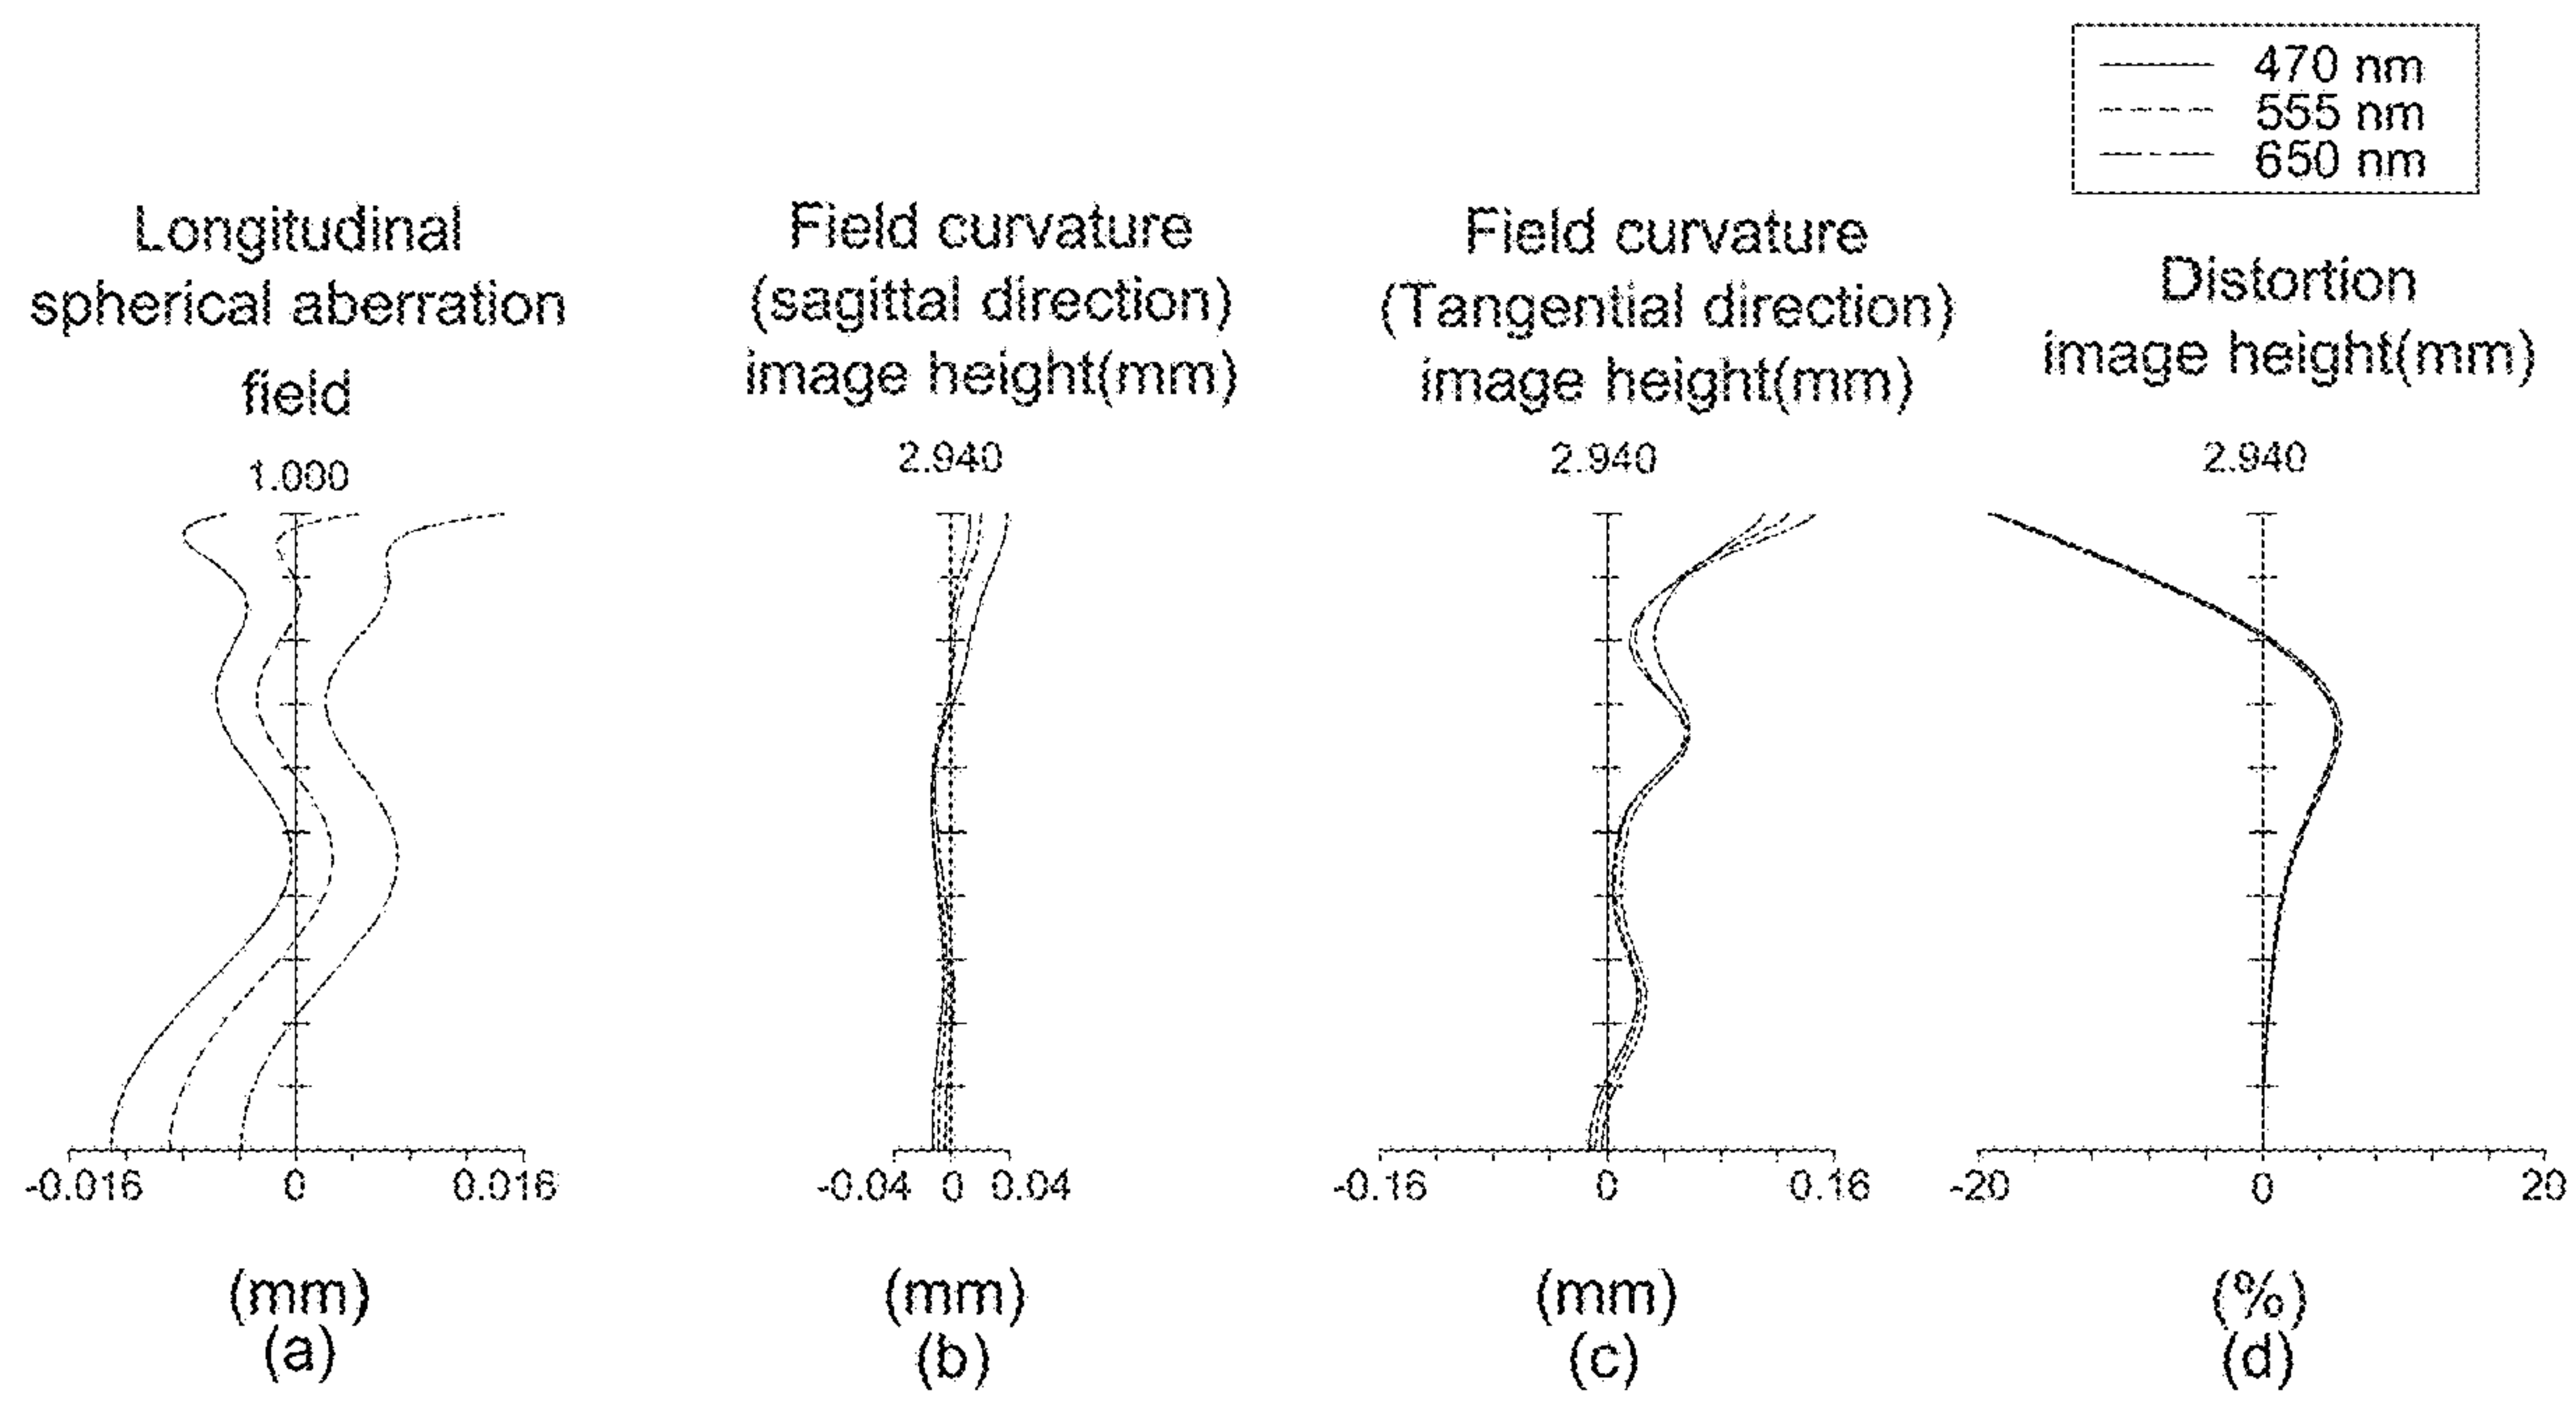 470 nm
555 nm
650 nm
Longitudinal
spherical aberration
field
1.000
-0.016 0 0.016
(mm)
(a)
Field curvature
(sagittal direction)
image height(mm)
2.940
-0.04 0 0.04
(mm)
(b)
Field curvature
(Tangential direction)
image height(mm)
2.940
-0.16 0 0.16
(mm)
(c)
Distortion
image height(mm)
2.940
-20 0 20
(%)
(d)